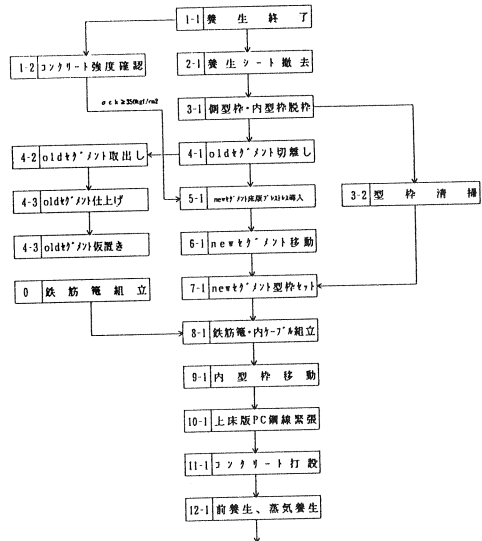 1-1 養生終了
1-2 コンクリート強度確認
2-1 養生シート撤去
σck≧350kgf/cm2
3-1 側型枠・内型枠脱枠
4-2 oldセグメント取出し
4-1 oldセグメント切離し
4-3 oldセグメント仕上げ
5-1 newセグメント床版プレストレス導入
3-2 型枠清掃
4-3 oldセグメント仮置き
6-1 newセグメント移動
0 鉄筋篭組立
7-1 newセグメント型枠セット
8-1 鉄筋篭・内ケーブル組立
9-1 内型枠移動
10-1 上床版PC鋼線緊張
11-1 コンクリート打設
12-1 前養生、蒸気養生